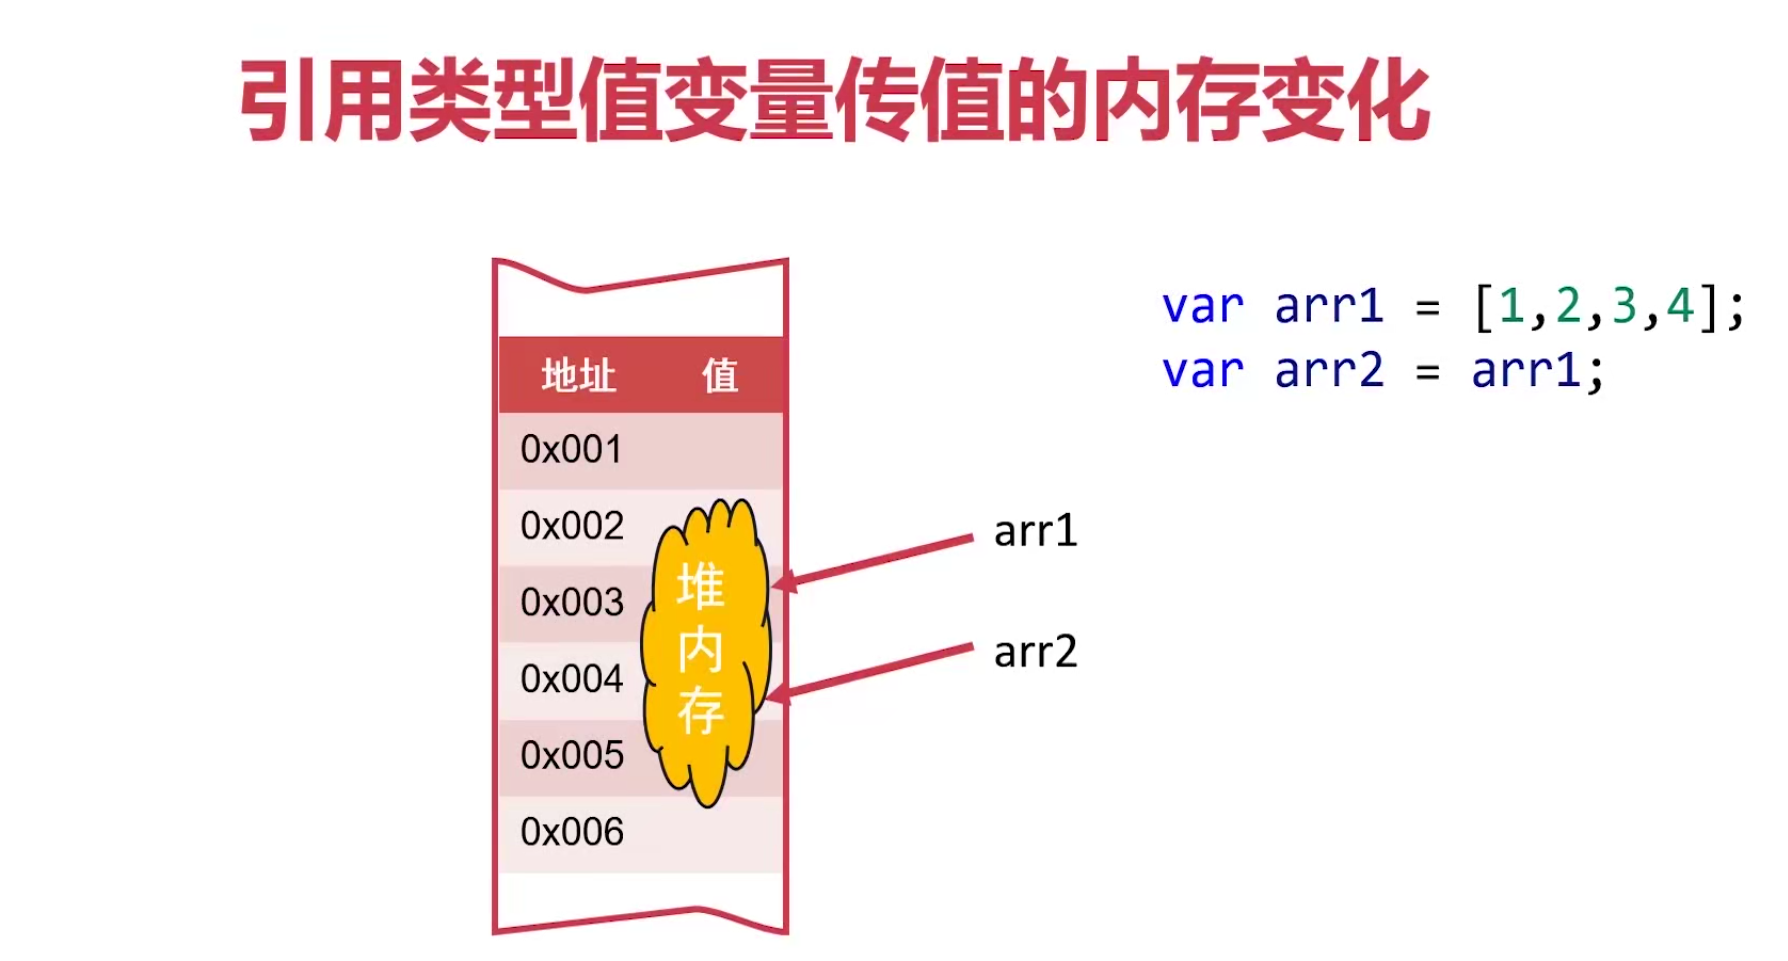 引用类型值变量传值的内存变化
var arr1 = [1,2,3,4];
var arr2 = arr1;
地址 值
0x001
0x002
0x003
0x004
0x005
0x006
堆
内
存
arr1
arr2